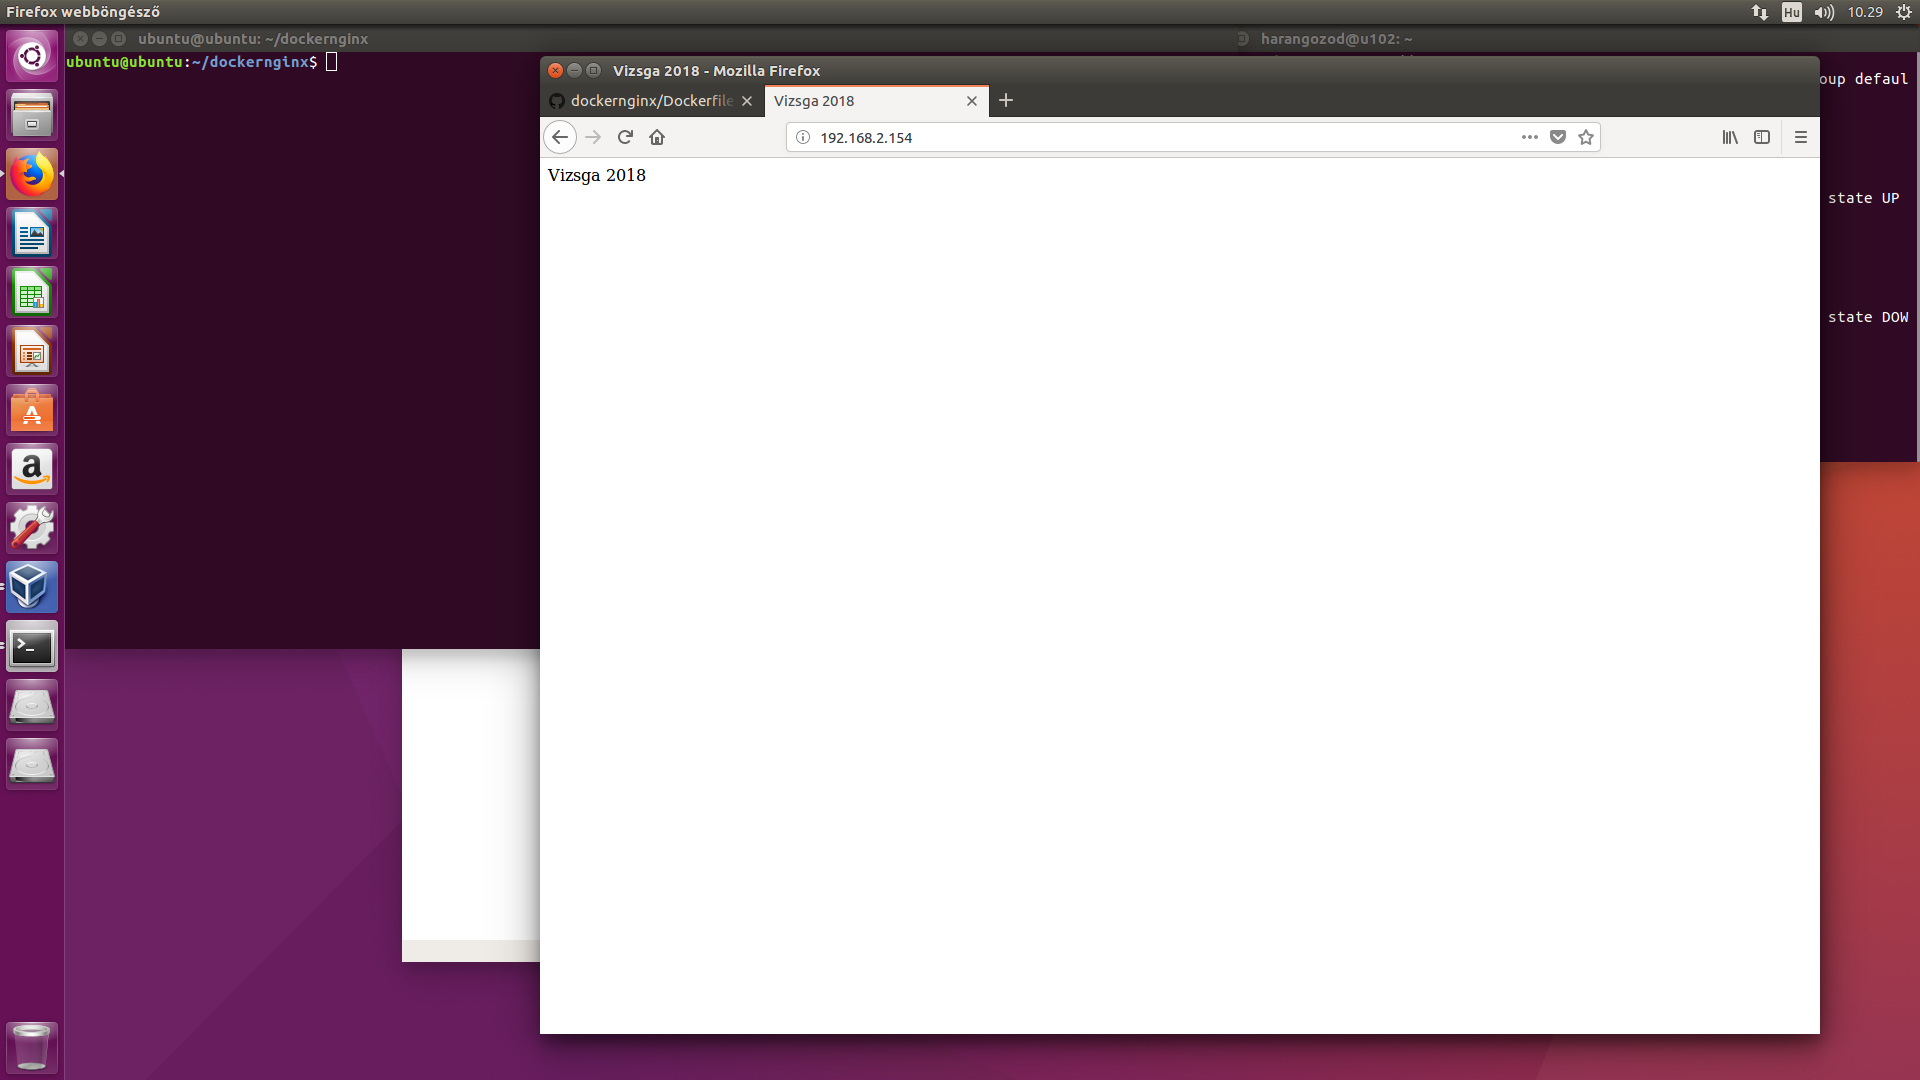 Firefox webböngésző
Hu
10.29
ubuntu@ubuntu: ~/dockernginx
harangozod@u102: ~
ubuntu@ubuntu:~/dockernginx$
Vizsga 2018 - Mozilla Firefox
dockernginx/Dockerfile
Vizsga 2018
192.168.2.154
Vizsga 2018
oup defaul
state UP
state DOW